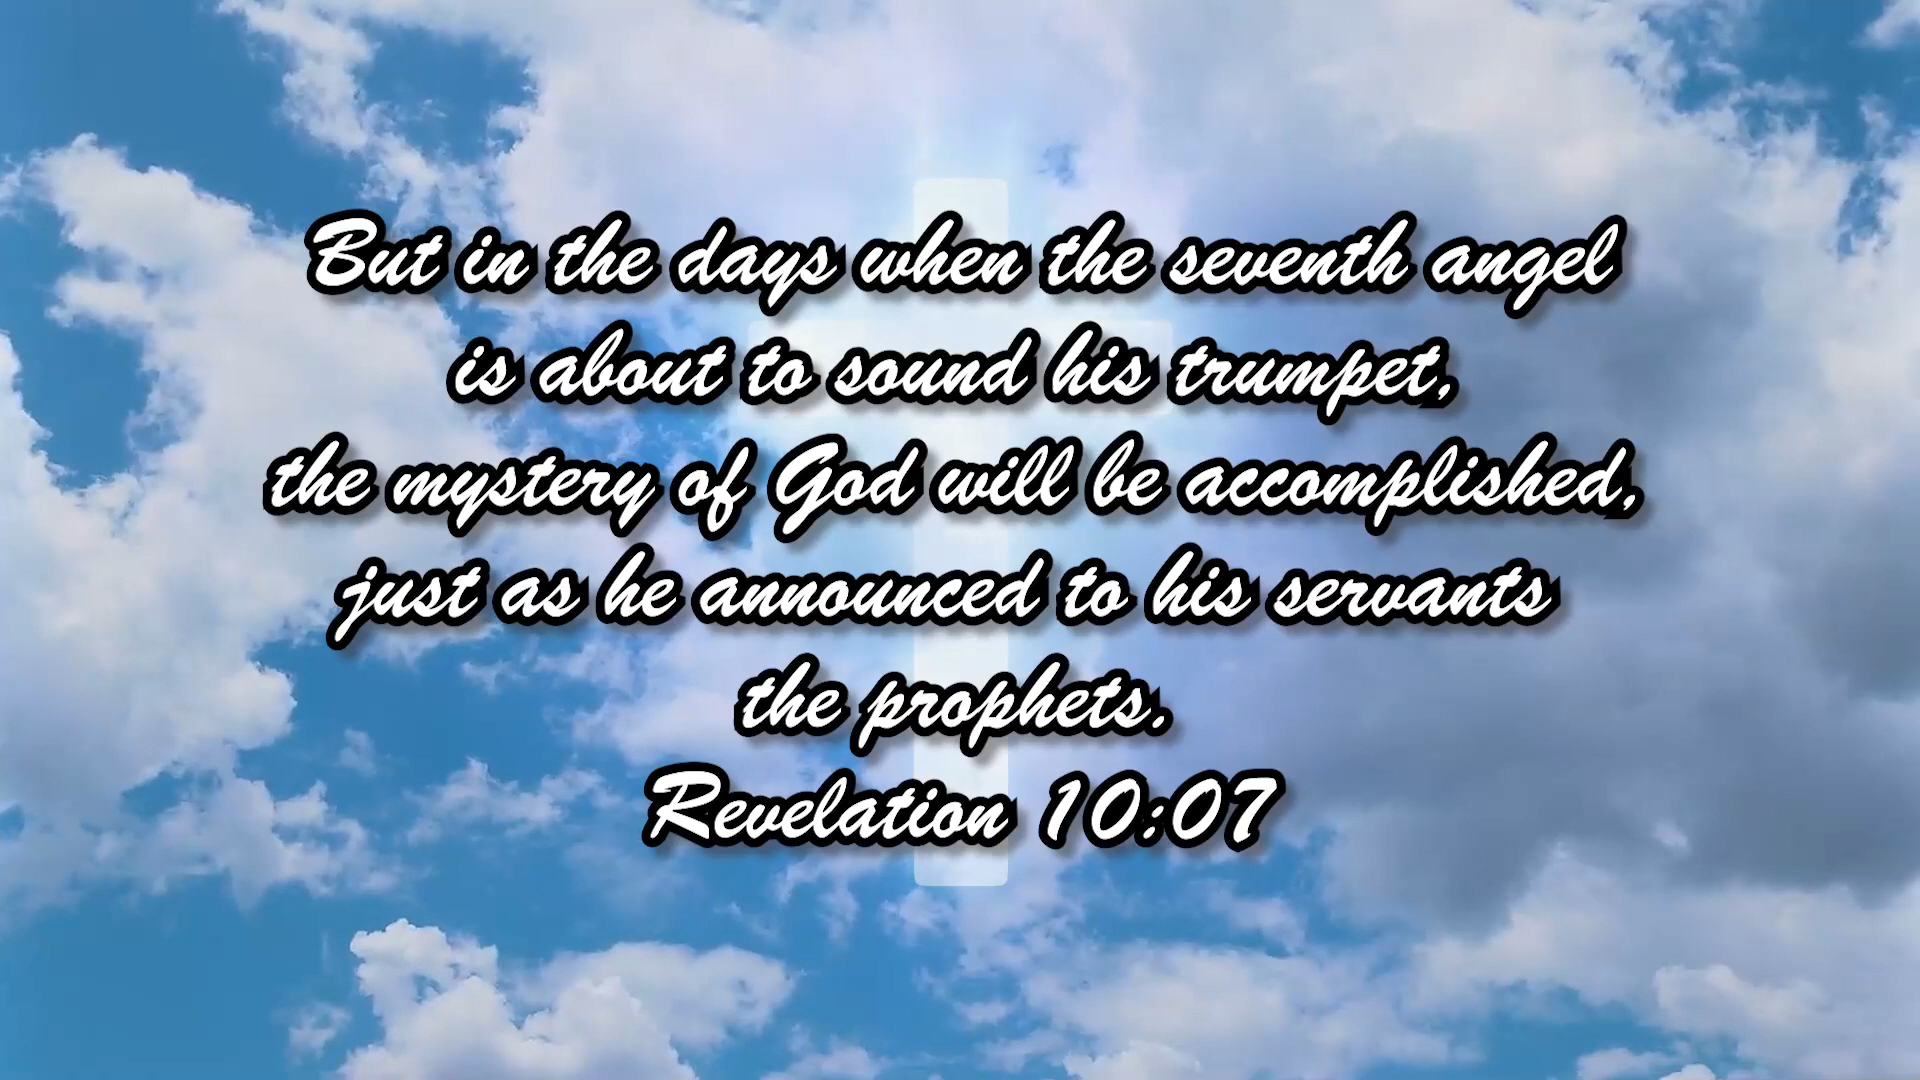 But in the days when the seventh angel
is about to sound his trumpet,
the mystery of God will be accomplished,
just as he announced to his servants
the prophets.
Revelation 10:07